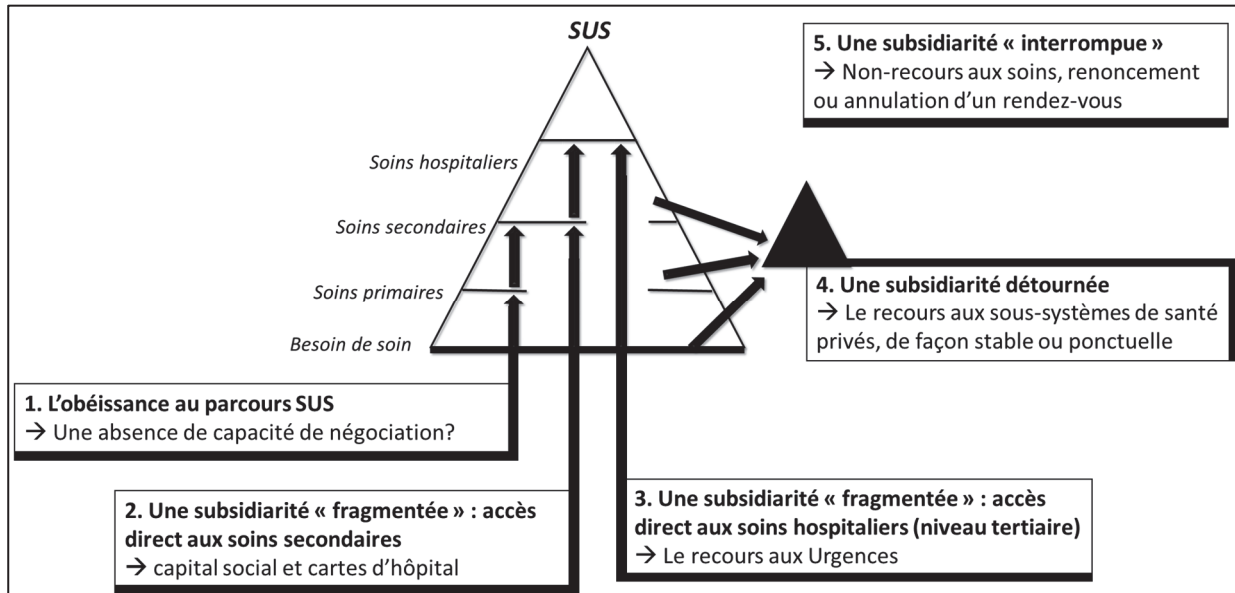 SUS
5. Une subsidiarité « interrompue »
→ Non-recours aux soins, renoncement
ou annulation d’un rendez-vous
Soins hospitaliers
Soins secondaires
Soins primaires
Besoin de soin
4. Une subsidiarité détournée
→ Le recours aux sous-systèmes de santé
privés, de façon stable ou ponctuelle
1. L’obéissance au parcours SUS
→ Une absence de capacité de négociation?
2. Une subsidiarité « fragmentée » : accès
direct aux soins secondaires
→ capital social et cartes d’hôpital
3. Une subsidiarité « fragmentée » : accès
direct aux soins hospitaliers (niveau tertiaire)
→ Le recours aux Urgences